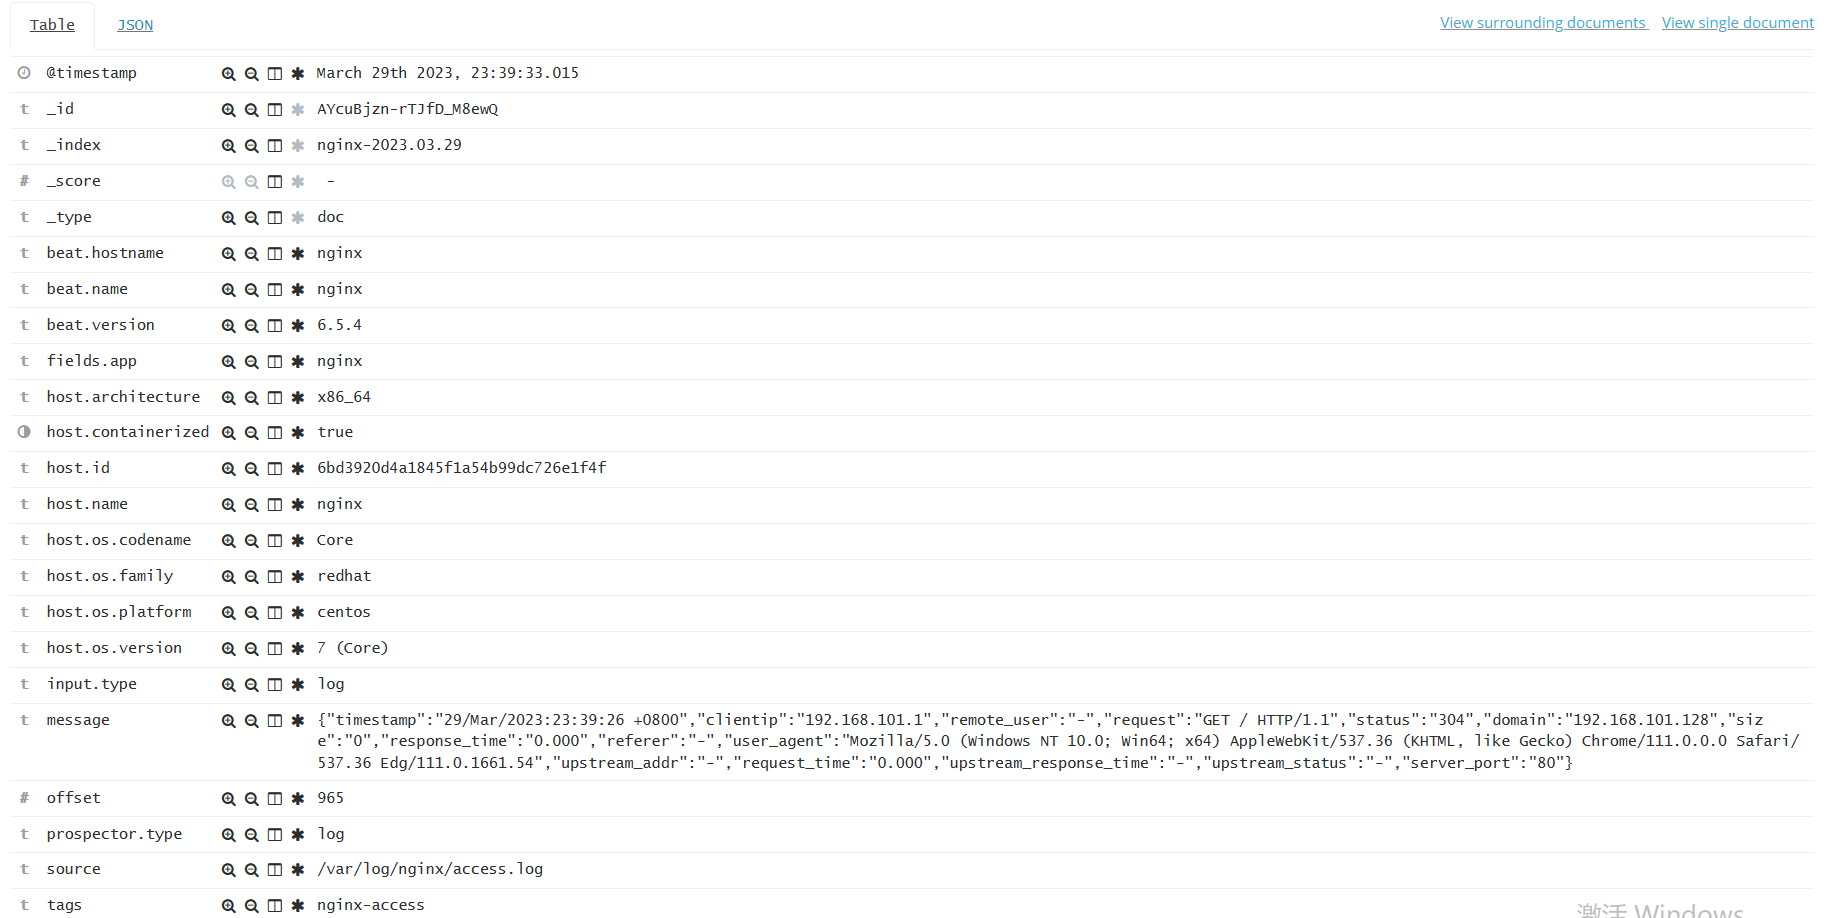 Table JSON View surrounding documents View single document
@timestamp March 29th 2023, 23:39:33.015
t _id AYcuBjzn-rTJfD_M8ewQ
t _index nginx-2023.03.29
# _score -
t _type doc
t beat.hostname nginx
t beat.name nginx
t beat.version 6.5.4
t fields.app nginx
t host.architecture x86_64
host.containerized true
t host.id 6bd3920d4a1845f1a54b99dc726e1f4f
t host.name nginx
t host.os.codename Core
t host.os.family redhat
t host.os.platform centos
t host.os.version 7 (Core)
t input.type log
t message {"timestamp":"29/Mar/2023:23:39:26 +0800","clientip":"192.168.101.1","remote_user":"-","request":"GET / HTTP/1.1","status":"304","domain":"192.168.101.128","siz
e":"0","response_time":"0.000","referer":"-","user_agent":"Mozilla/5.0 (Windows NT 10.0; Win64; x64) AppleWebKit/537.36 (KHTML, like Gecko) Chrome/111.0.0.0 Safari/
537.36 Edg/111.0.1661.54","upstream_addr":"-","request_time":"0.000","upstream_response_time":"-","upstream_status":"-","server_port":"80"}
# offset 965
t prospector.type log
t source /var/log/nginx/access.log
t tags nginx-access
激活 Windows